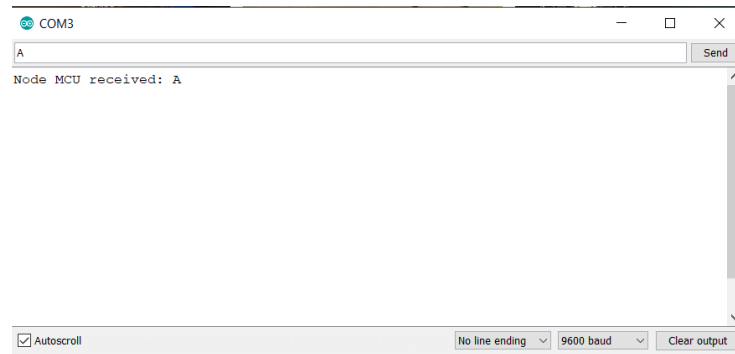 COM3
A
Send
Node MCU received: A
Autoscroll
No line ending
9600 baud
Clear output